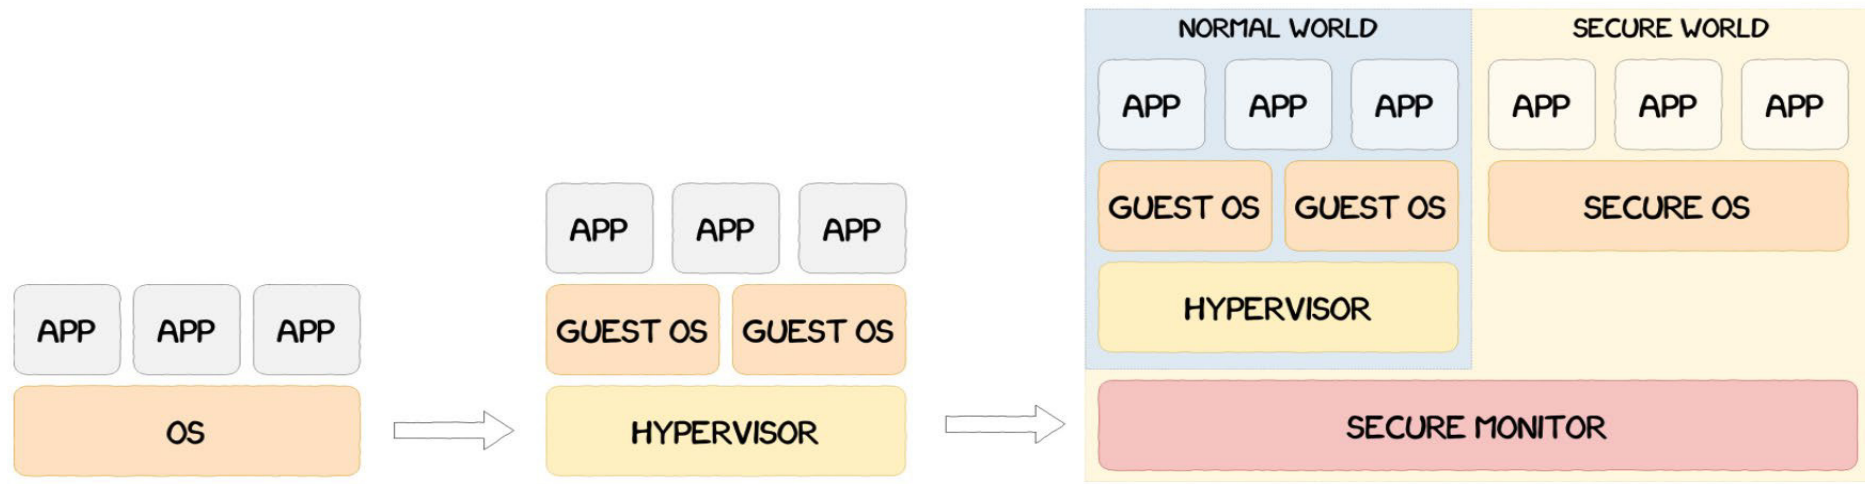 APP APP APP
OS
APP APP APP
GUEST OS GUEST OS
HYPERVISOR
NORMAL WORLD
APP APP APP
GUEST OS GUEST OS
HYPERVISOR
SECURE WORLD
APP APP APP
SECURE OS
SECURE MONITOR